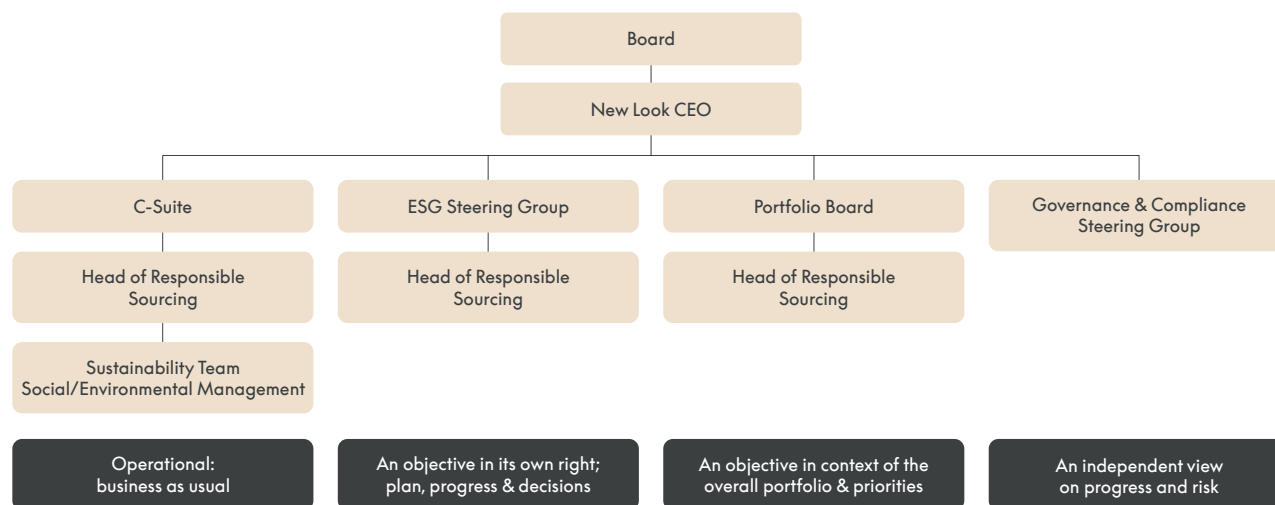 Board
New Look CEO
C-Suite
ESG Steering Group
Portfolio Board
Governance & Compliance
Steering Group
Head of Responsible
Sourcing
Head of Responsible
Sourcing
Head of Responsible
Sourcing
Sustainability Team
Social/Environmental Management
Operational:
business as usual
An objective in its own right;
plan, progress & decisions
An objective in context of the
overall portfolio & priorities
An independent view
on progress and risk